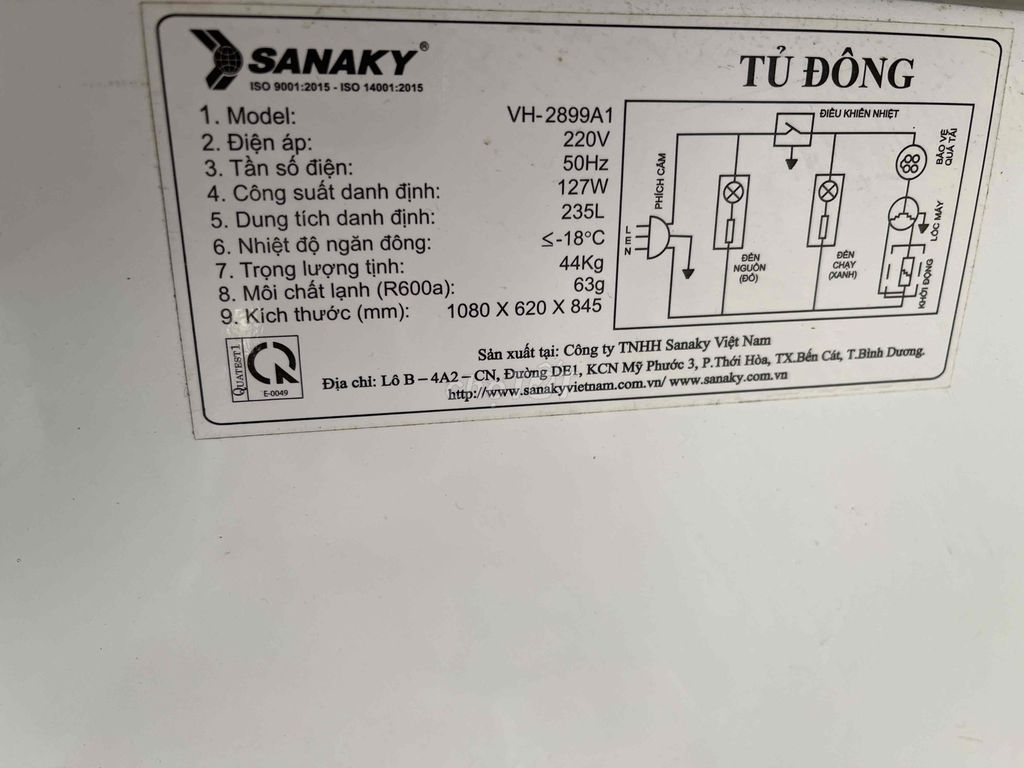 SANAKY®
ISO 9001:2015 - ISO 14001:2015
TỦ ĐÔNG
1. Model: VH-2899A1
2. Điện áp: 220V
3. Tần số điện: 50Hz
4. Công suất danh định: 127W
5. Dung tích danh định: 235L
6. Nhiệt độ ngăn đông: ≤-18°C
7. Trọng lượng tịnh: 44Kg
8. Môi chất lạnh (R600a): 63g
9. Kích thước (mm): 1080 X 620 X 845
ĐIỀU KHIỂN NHIỆT
BẢO VỆ
QUÁ TẢI
PHÍCH CẮM
L
E
N
ĐÈN
NGUỒN
(ĐỎ)
ĐÈN
CHẠY
(XANH)
LỐC MÁY
KHỞI ĐỘNG
QUATEST1
E-0049
Sản xuất tại: Công ty TNHH Sanaky Việt Nam
Địa chỉ: Lô B – 4A2 – CN, Đường DE1, KCN Mỹ Phước 3, P.Thới Hòa, TX.Bến Cát, T.Bình Dương.
http://www.sanakyvietnam.com.vn/ www.sanaky.com.vn